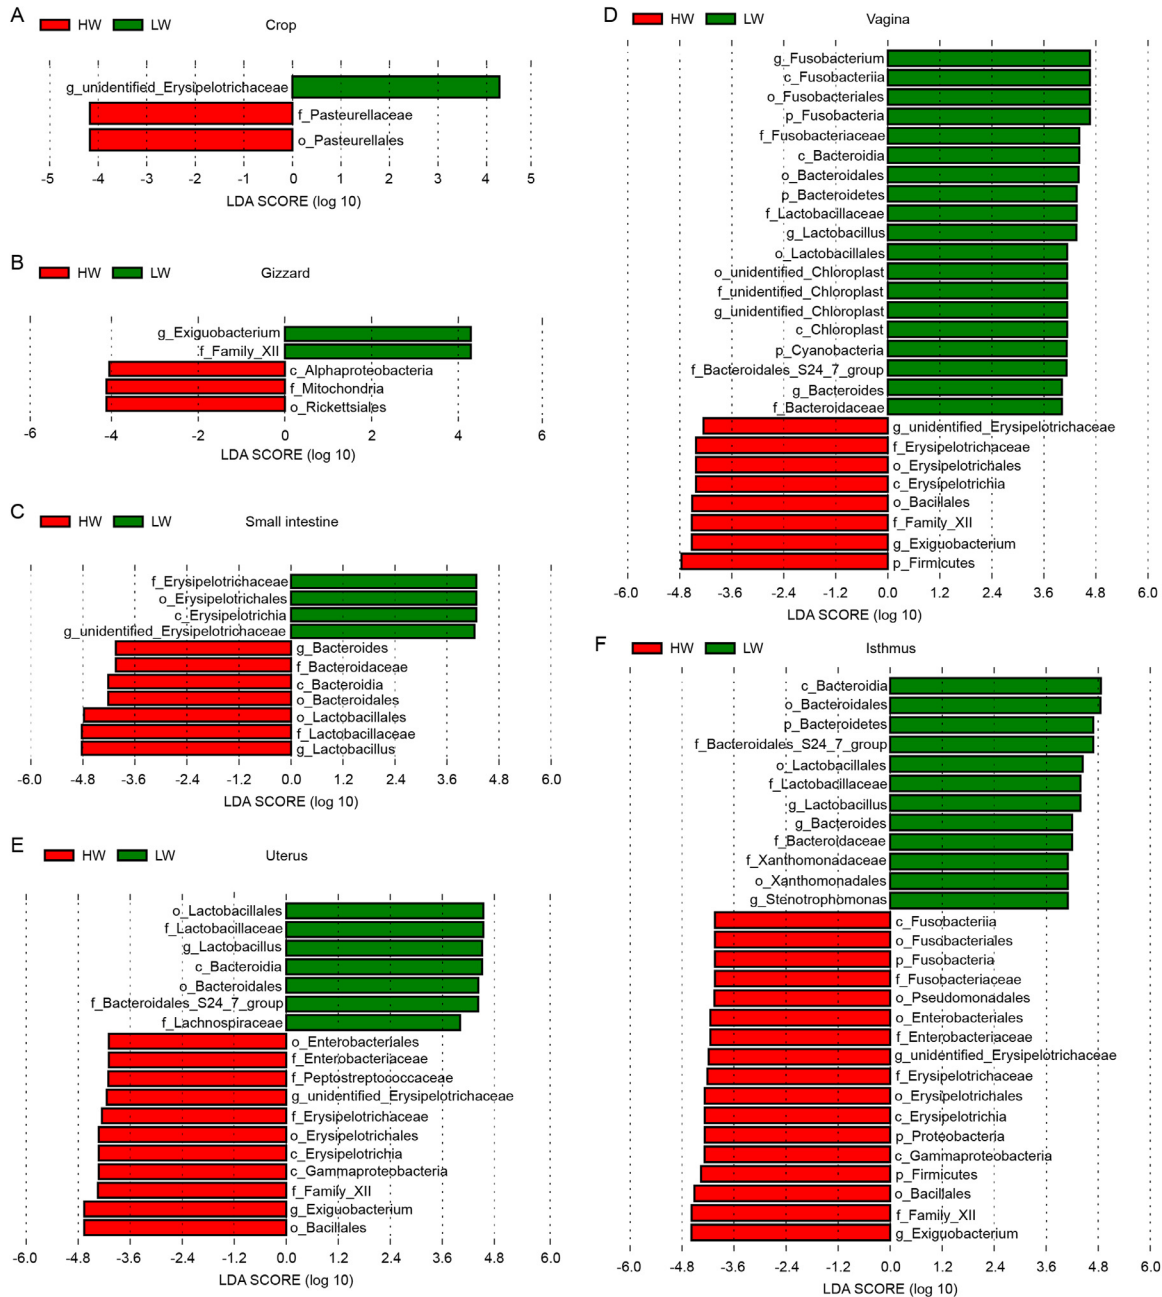 A
HW LW Crop
g_unidentified_Erysipelotrichaceae
f_Pasteurellaceae
o_Pasteurellales
-5 -4 -3 -2 -1 0 1 2 3 4 5
LDA SCORE (log 10)
B
HW LW Gizzard
g_Exiguobacterium
f_Family_XII
c_Alphaproteobacteria
f_Mitochondria
o_Rickettsiales
-6 -4 -2 0 2 4 6
LDA SCORE (log 10)
C
HW LW Small intestine
f_Erysipelotrichaceae
o_Erysipelotrichales
c_Erysipelotrichia
g_unidentified_Erysipelotrichaceae
g_Bacteroides
f_Bacteroidaceae
c_Bacteroidia
o_Bacteroidales
o_Lactobacillales
f_Lactobacillaceae
g_Lactobacillus
-6.0 -4.8 -3.6 -2.4 -1.2 0.0 1.2 2.4 3.6 4.8 6.0
LDA SCORE (log 10)
E
HW LW Uterus
o_Lactobacillales
f_Lactobacillaceae
g_Lactobacillus
c_Bacteroidia
o_Bacteroidales
f_Bacteroidales_S24_7_group
f_Lachnospiraceae
o_Enterobacteriales
f_Enterobacteriaceae
f_Peptostreptococcaceae
g_unidentified_Erysipelotrichaceae
f_Erysipelotrichaceae
o_Erysipelotrichales
c_Erysipelotrichia
c_Gammaproteobacteria
f_Family_XII
g_Exiguobacterium
o_Bacillales
-6.0 -4.8 -3.6 -2.4 -1.2 0.0 1.2 2.4 3.6 4.8 6.0
LDA SCORE (log 10)
D
HW LW Vagina
g_Fusobacterium
c_Fusobacteriia
o_Fusobacteriales
p_Fusobacteria
f_Fusobacteriaceae
c_Bacteroidia
o_Bacteroidales
p_Bacteroidetes
f_Lactobacillaceae
g_Lactobacillus
o_Lactobacillales
o_unidentified_Chloroplast
f_unidentified_Chloroplast
g_unidentified_Chloroplast
c_Chloroplast
p_Cyanobacteria
f_Bacteroidales_S24_7_group
g_Bacteroides
f_Bacteroidaceae
g_unidentified_Erysipelotrichaceae
f_Erysipelotrichaceae
o_Erysipelotrichales
c_Erysipelotrichia
o_Bacillales
f_Family_XII
g_Exiguobacterium
p_Firmicutes
-6.0 -4.8 -3.6 -2.4 -1.2 0.0 1.2 2.4 3.6 4.8 6.0
LDA SCORE (log 10)
F
HW LW Isthmus
c_Bacteroidia
o_Bacteroidales
p_Bacteroidetes
f_Bacteroidales_S24_7_group
o_Lactobacillales
f_Lactobacillaceae
g_Lactobacillus
g_Bacteroides
f_Bacteroidaceae
f_Xanthomonadaceae
o_Xanthomonadales
g_Stenotrophomonas
c_Fusobacteriia
o_Fusobacteriales
p_Fusobacteria
f_Fusobacteriaceae
o_Pseudomonadales
o_Enterobacteriales
f_Enterobacteriaceae
g_unidentified_Erysipelotrichaceae
f_Erysipelotrichaceae
o_Erysipelotrichales
c_Erysipelotrichia
p_Proteobacteria
c_Gammaproteobacteria
p_Firmicutes
o_Bacillales
f_Family_XII
g_Exiguobacterium
-6.0 -4.8 -3.6 -2.4 -1.2 0.0 1.2 2.4 3.6 4.8 6.0
LDA SCORE (log 10)